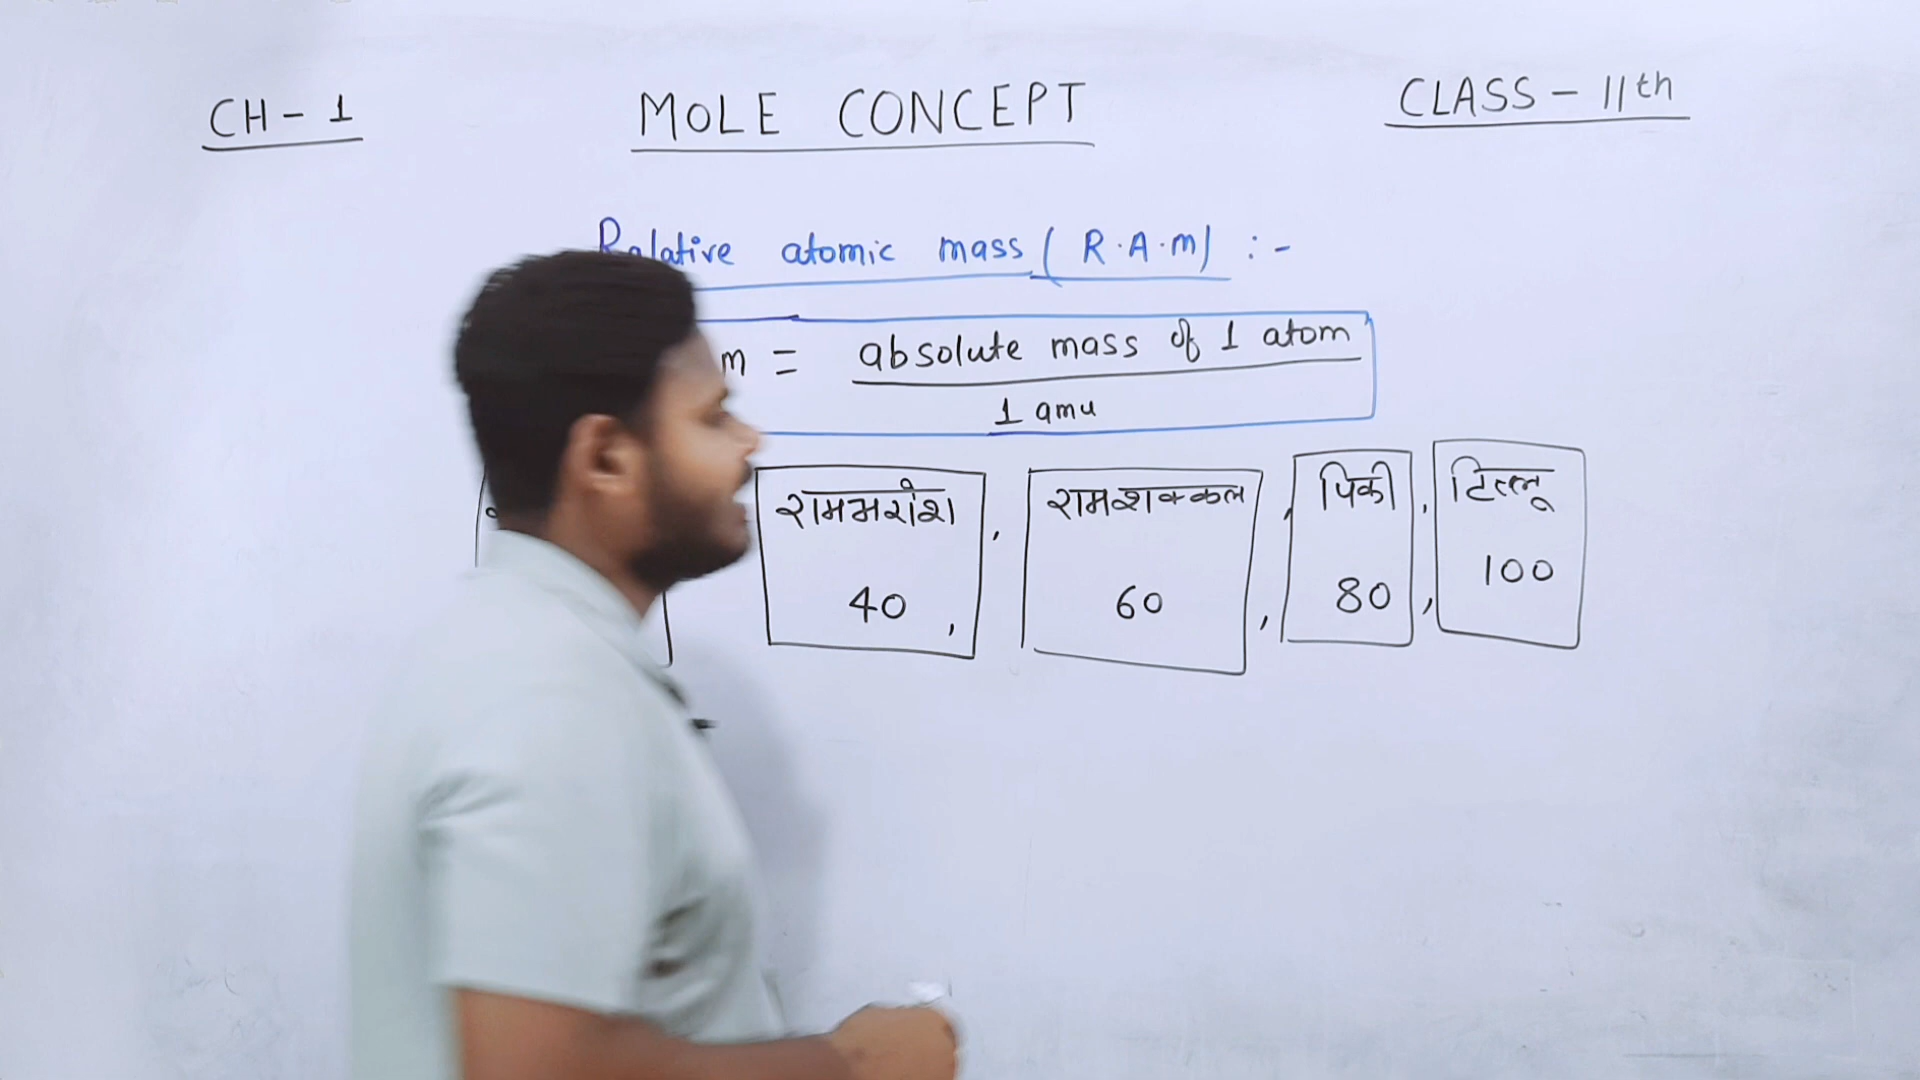 CH - 1
MOLE CONCEPT
CLASS - 11th
Relative atomic mass ( R.A.m) :-
m = absolute mass of 1 atom
1 amu
रामभरोश , रामशक्कल , पिंकी , टिल्लू
40 , 60 , 80 , 100